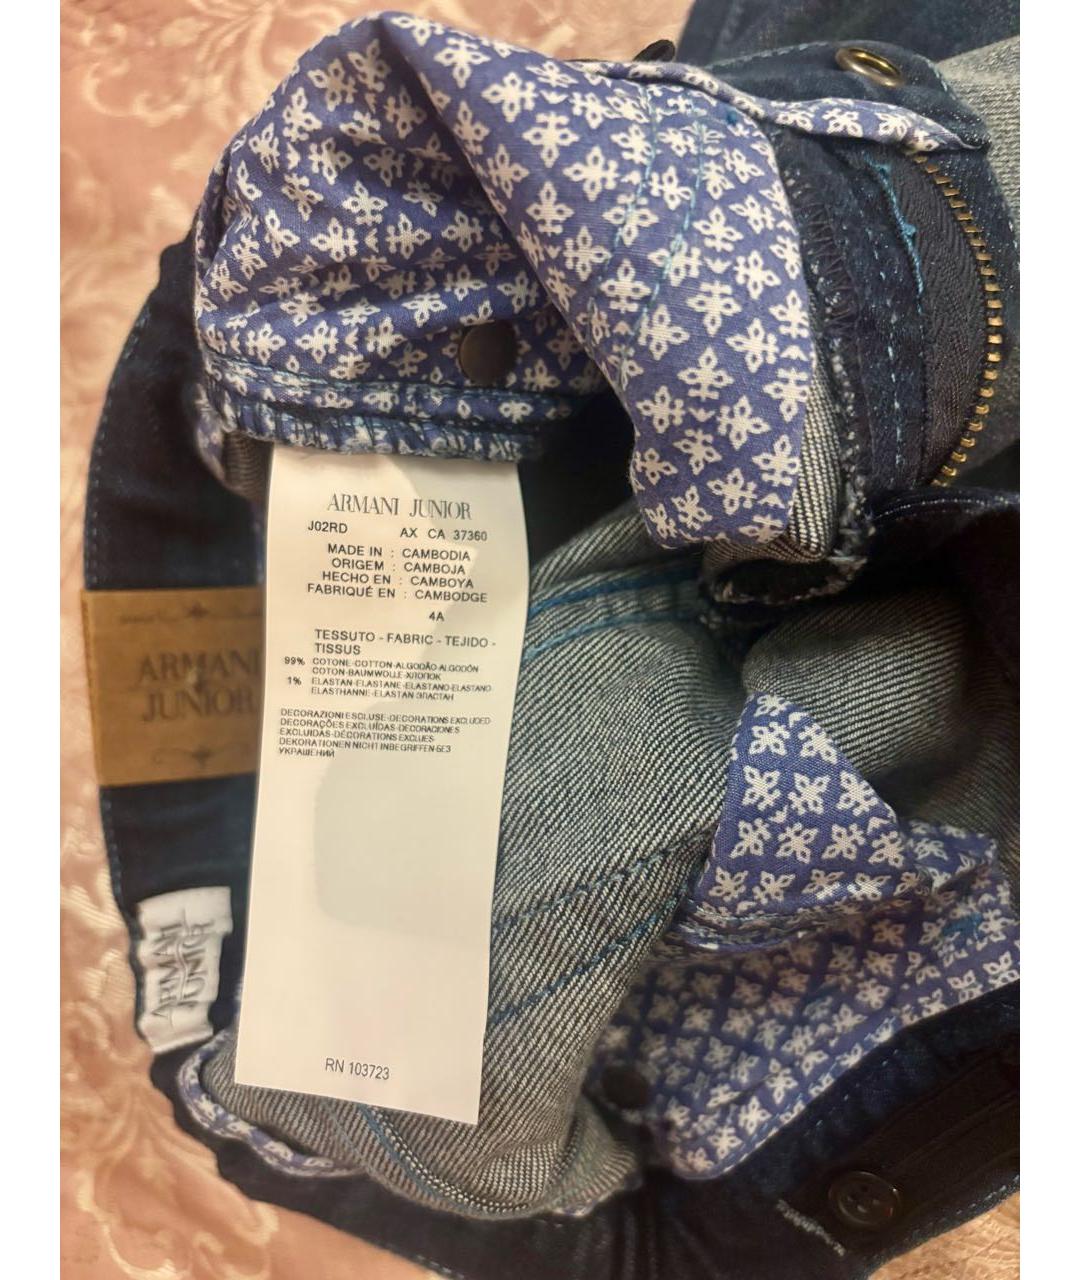 ARMANI JUNIOR
J02RD AX CA 37360
MADE IN : CAMBODIA
ORIGEM : CAMBOJA
HECHO EN : CAMBOYA
FABRIQUÉ EN : CAMBODGE
4A
TESSUTO - FABRIC - TEJIDO -
TISSUS
99% COTONE-COTTON-ALGODÃO-ALGODÓN
COTON-BAUMWOLLE-ХЛОПОК
1% ELASTAN-ELASTANE-ELASTANO-ELASTANO
ELASTHANNE-ELASTAN ЭЛАСТАН
DECORAZIONI ESCLUSE-DECORATIONS EXCLUDED
DECORAÇÕES EXCLUÍDAS-DECORACIONES
EXCLUIDAS-DÉCORATIONS EXCLUES-
DEKORATIONEN NICHT INBEGRIFFEN-БЕЗ
УКРАШЕНИЙ
RN 103723
ARMANI
JUNIOR
ARMANI
JUNIOR